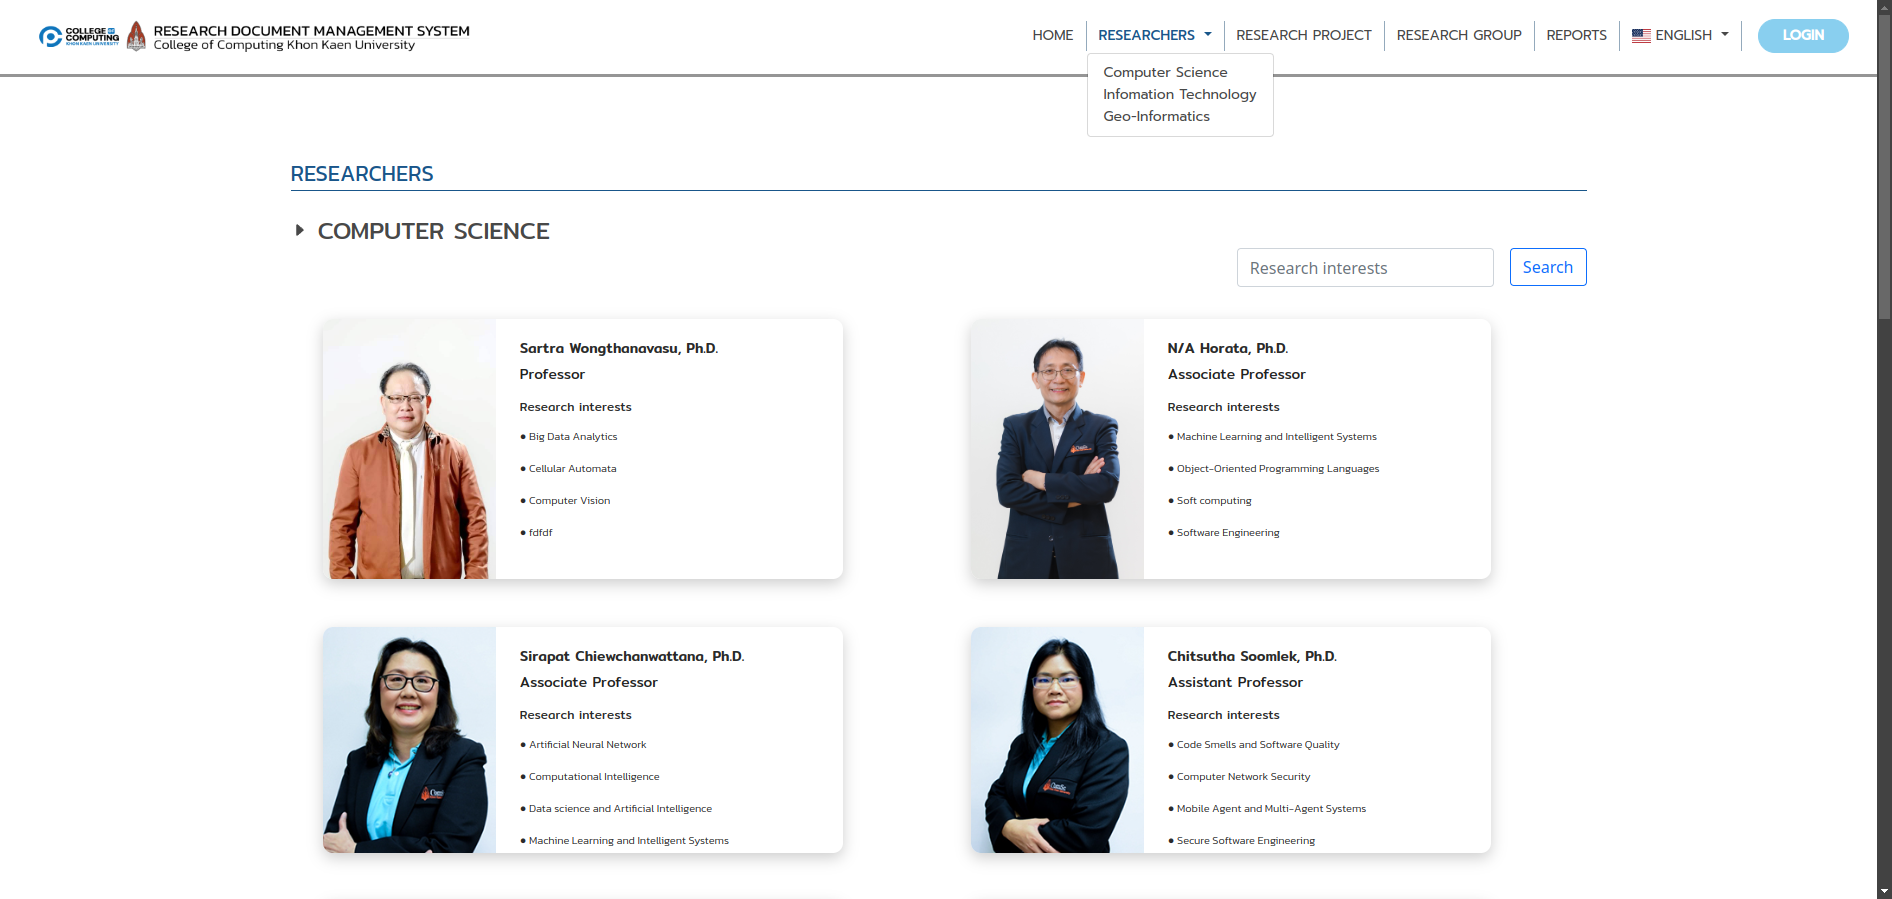 COLLEGE OF
COMPUTING
KHON KAEN UNIVERSITY
RESEARCH DOCUMENT MANAGEMENT SYSTEM
College of Computing Khon Kaen University
HOME
RESEARCHERS
RESEARCH PROJECT
RESEARCH GROUP
REPORTS
ENGLISH
LOGIN
Computer Science
Infomation Technology
Geo-Informatics
RESEARCHERS
COMPUTER SCIENCE
Research interests
Search
Sartra Wongthanavasu, Ph.D.
Professor
Research interests
● Big Data Analytics
● Cellular Automata
● Computer Vision
● fdfdf
N/A Horata, Ph.D.
Associate Professor
Research interests
● Machine Learning and Intelligent Systems
● Object-Oriented Programming Languages
● Soft computing
● Software Engineering
Sirapat Chiewchanwattana, Ph.D.
Associate Professor
Research interests
● Artificial Neural Network
● Computational Intelligence
● Data science and Artificial Intelligence
● Machine Learning and Intelligent Systems
Chitsutha Soomlek, Ph.D.
Assistant Professor
Research interests
● Code Smells and Software Quality
● Computer Network Security
● Mobile Agent and Multi-Agent Systems
● Secure Software Engineering